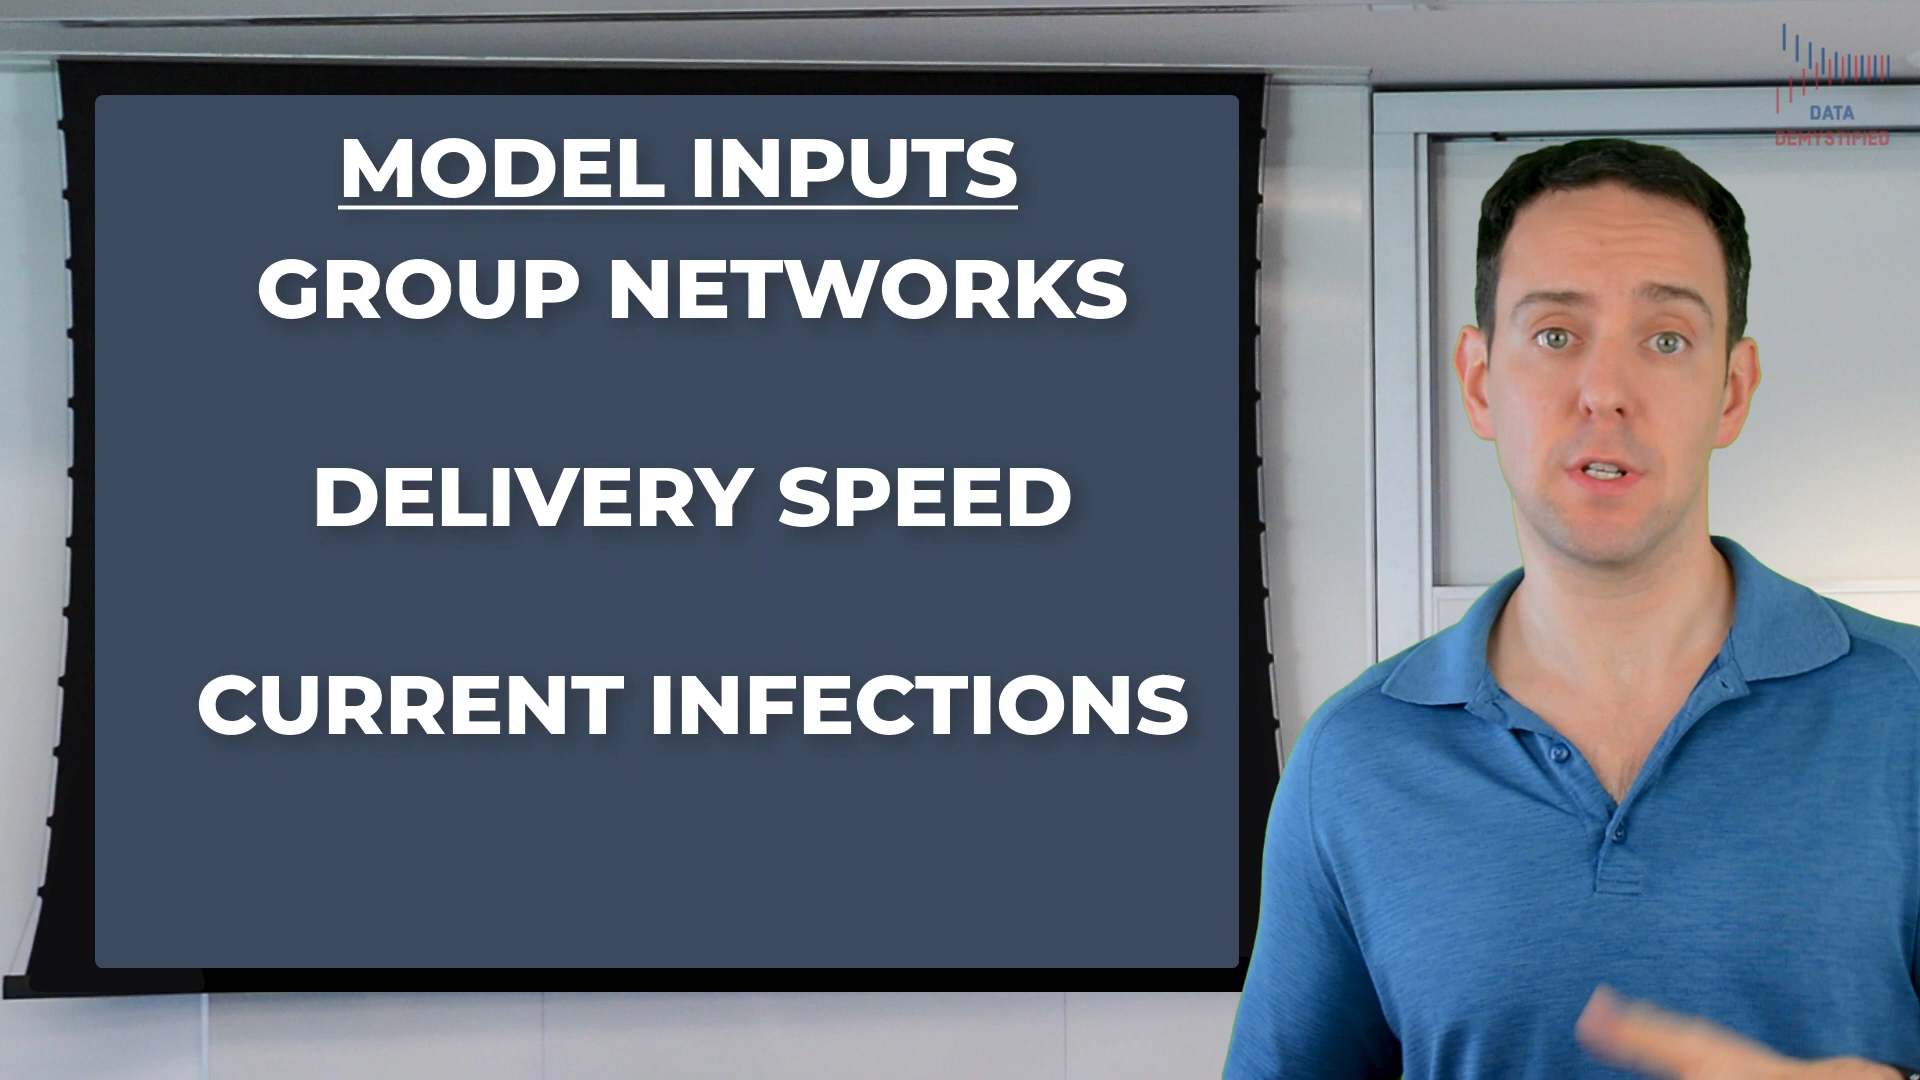 MODEL INPUTS
GROUP NETWORKS
DELIVERY SPEED
CURRENT INFECTIONS
DATA
DEMYSTIFIED